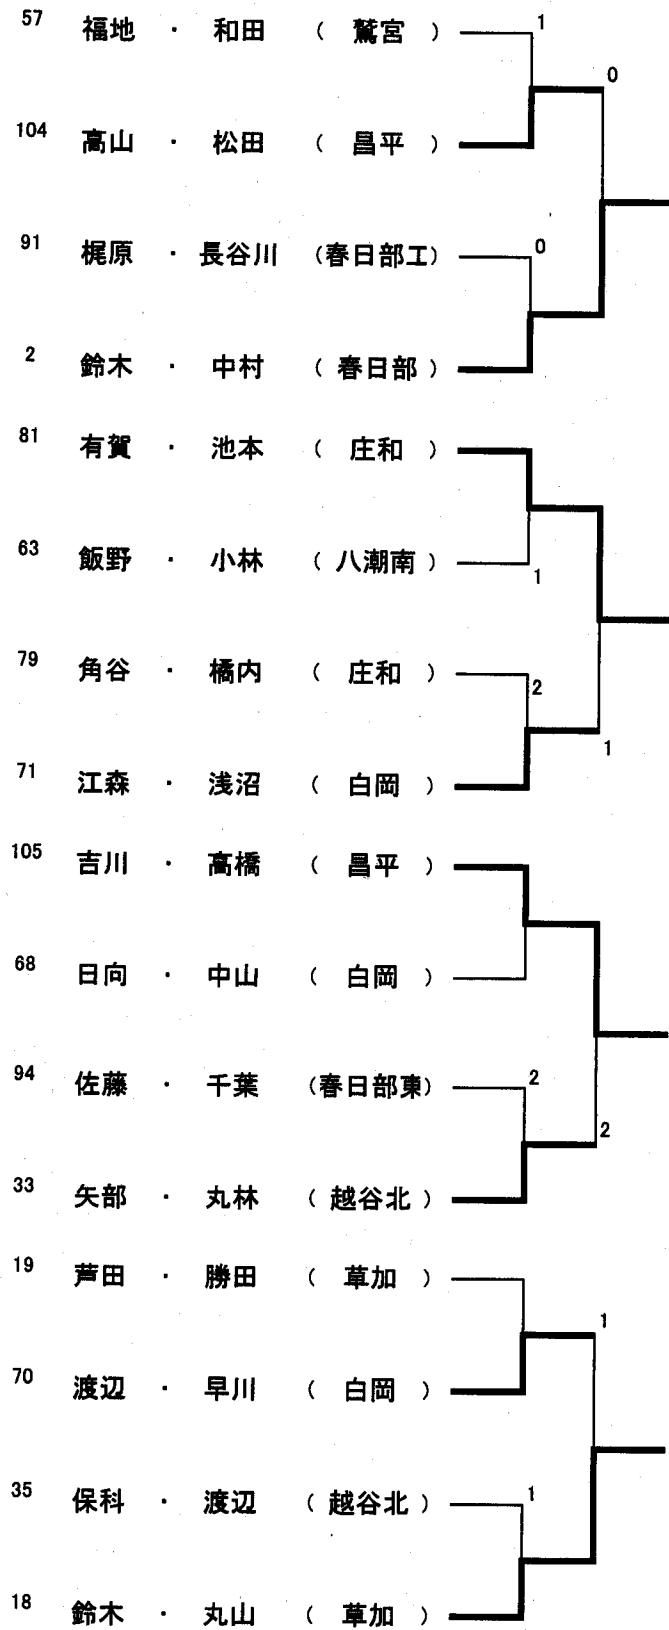 57 福地 ・ 和田 ( 鷲宮 ) 1
0
104 高山 ・ 松田 ( 昌平 )
91 梶原 ・ 長谷川 (春日部工) 0
2 鈴木 ・ 中村 ( 春日部 )
81 有賀 ・ 池本 ( 庄和 )
63 飯野 ・ 小林 ( 八潮南 ) 1
79 角谷 ・ 橘内 ( 庄和 ) 2
1
71 江森 ・ 浅沼 ( 白岡 )
105 吉川 ・ 高橋 ( 昌平 )
68 日向 ・ 中山 ( 白岡 )
94 佐藤 ・ 千葉 (春日部東) 2
2
33 矢部 ・ 丸林 ( 越谷北 )
19 芦田 ・ 勝田 ( 草加 )
1
70 渡辺 ・ 早川 ( 白岡 )
35 保科 ・ 渡辺 ( 越谷北 ) 1
18 鈴木 ・ 丸山 ( 草加 )